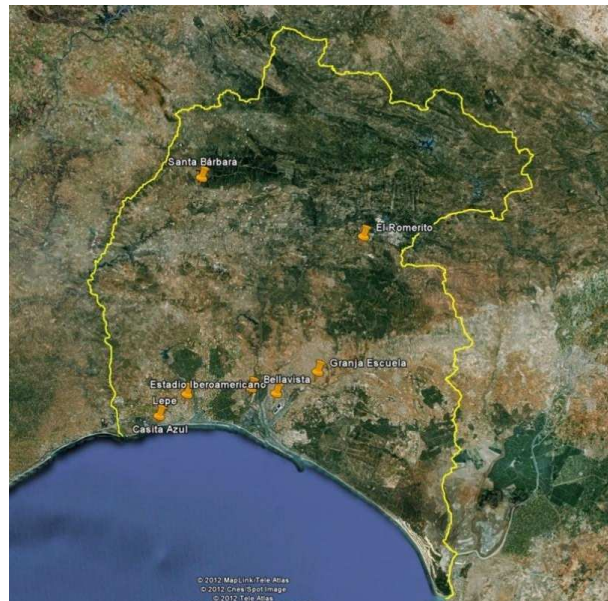 Santa Bárbara
El Romerito
Granja Escuela
Estadio Iberoamericano
Bellavista
Lepe
Casita Azul
© 2012 MapLink/Tele Atlas
© 2012 Cnes/Spot Image
© 2012 Tele Atlas